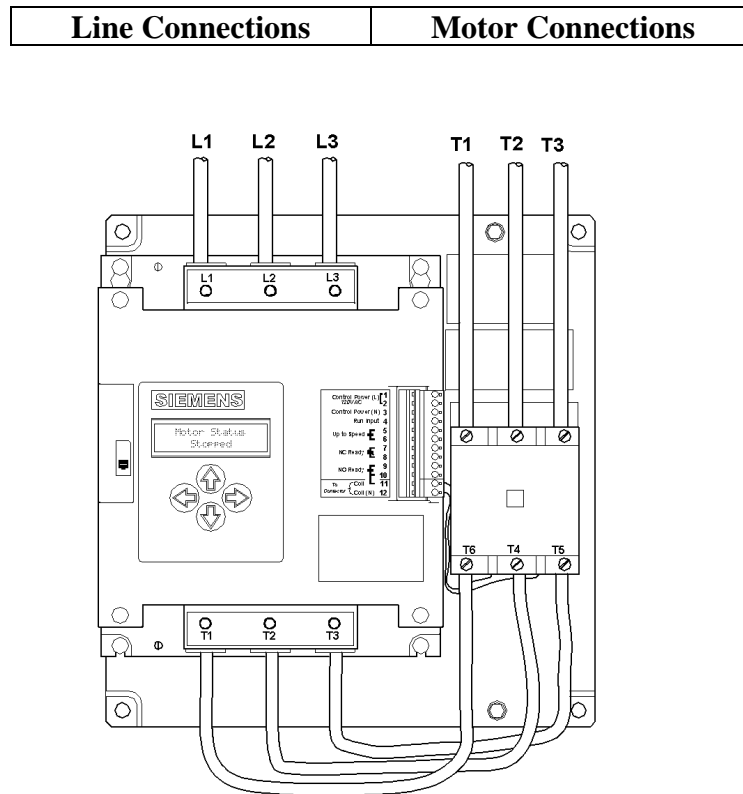 Line Connections
Motor Connections
L1 L2 L3
T1 T2 T3
L1 L2 L3
SIEMENS
Motor Status
Stopped
Control Power (L) 1
120VAC 2
Control Power (N) 3
Run Input 4
Up to Speed 5
6
NC Ready 7
8
NO Ready 9
10
To Coil 11
Contactor Coil (N) 12
T6 T4 T5
T1 T2 T3